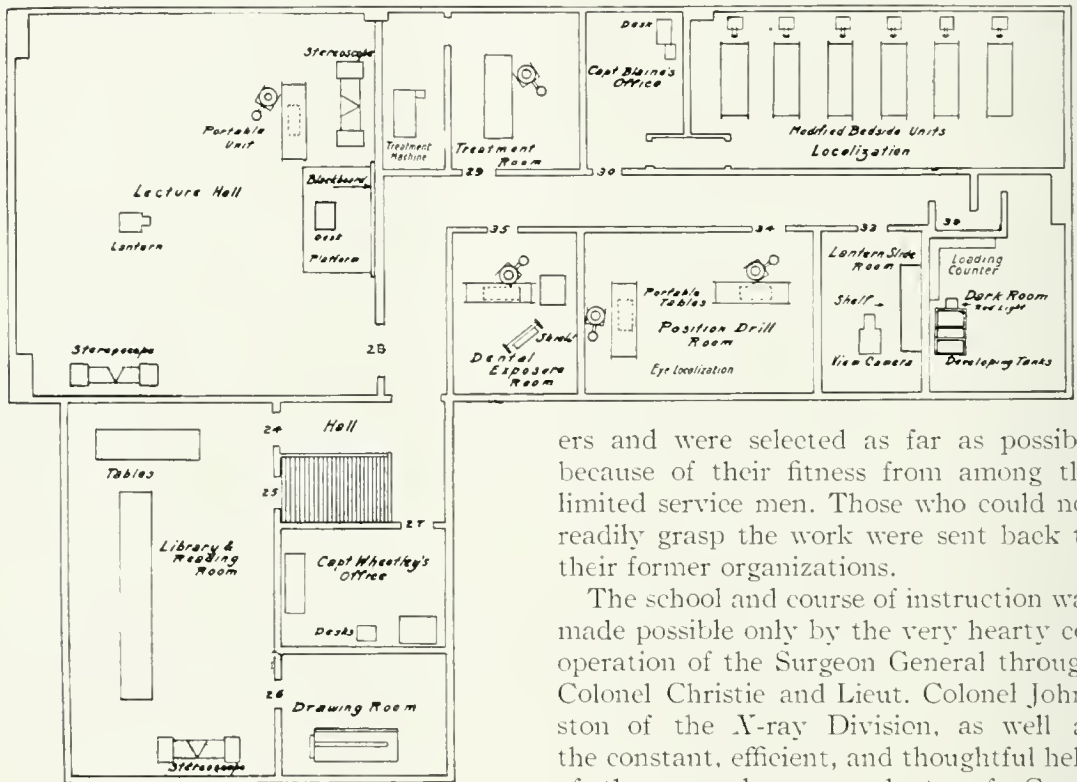 Stereoscope
Portable
Unit
Lecture Hall
Lantern
Blackboard
Desk
Platform
Stereoscope
28
Treatment
Machine
Treatment
Room
29
Desk
Capt Blaine's
Office
30
Modified Bedside Units
Localization
35
Shield
Dental
Exposure
Room
34
Portable
Tables
Position Drill
Room
Eye Localization
33
Lantern Slide
Room
Shelf
View Camera
Loading
Counter
Dark Room
Red Light
Developing Tanks
24
Hall
Tables
25
27
Library &
Reading
Room
Capt Wheatley's
Office
Desks
26
Drawing Room
Stereoscope
ers and were selected as far as possib
because of their fitness from among th
limited service men. Those who could no
readily grasp the work were sent back t
their former organizations.
The school and course of instruction wa
made possible only by the very hearty co
operation of the Surgeon General through
Colonel Christie and Lieut. Colonel John
ston of the X-ray Division, as well a
the constant, efficient, and thoughtful hel